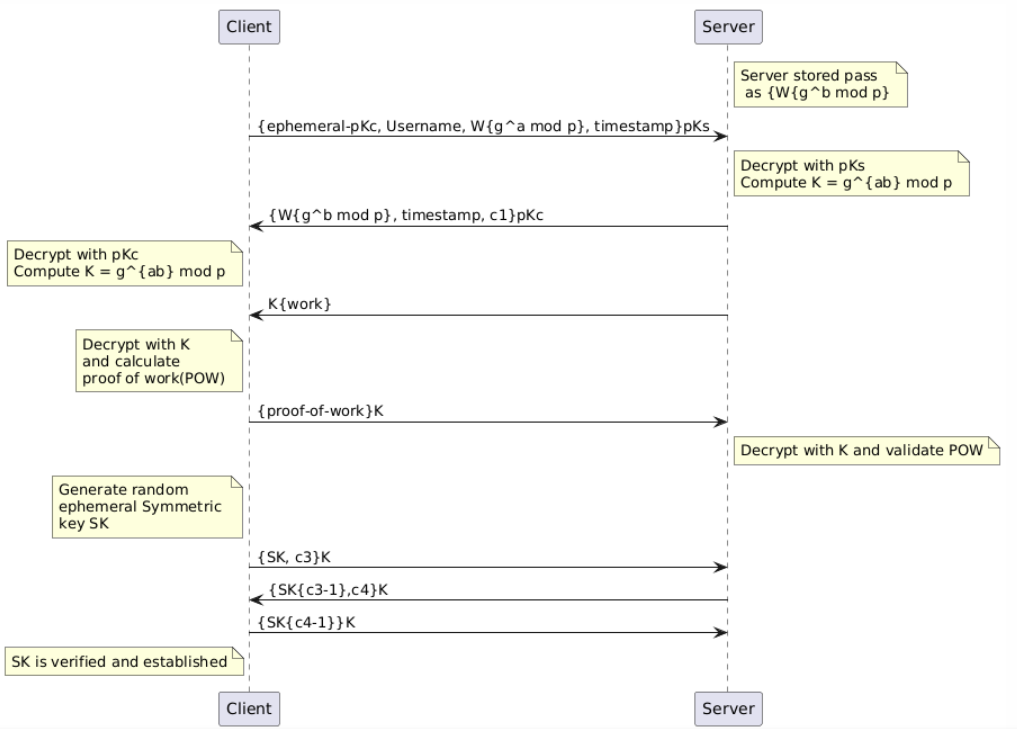 Client
Server
Server stored pass
as {W{g^b mod p}
{ephemeral-pKc, Username, W{g^a mod p}, timestamp}pKs
Decrypt with pKs
Compute K = g^{ab} mod p
{W{g^b mod p}, timestamp, c1}pKc
Decrypt with pKc
Compute K = g^{ab} mod p
K{work}
Decrypt with K
and calculate
proof of work(POW)
{proof-of-work}K
Decrypt with K and validate POW
Generate random
ephemeral Symmetric
key SK
{SK, c3}K
{SK{c3-1},c4}K
{SK{c4-1}}K
SK is verified and established
Client
Server